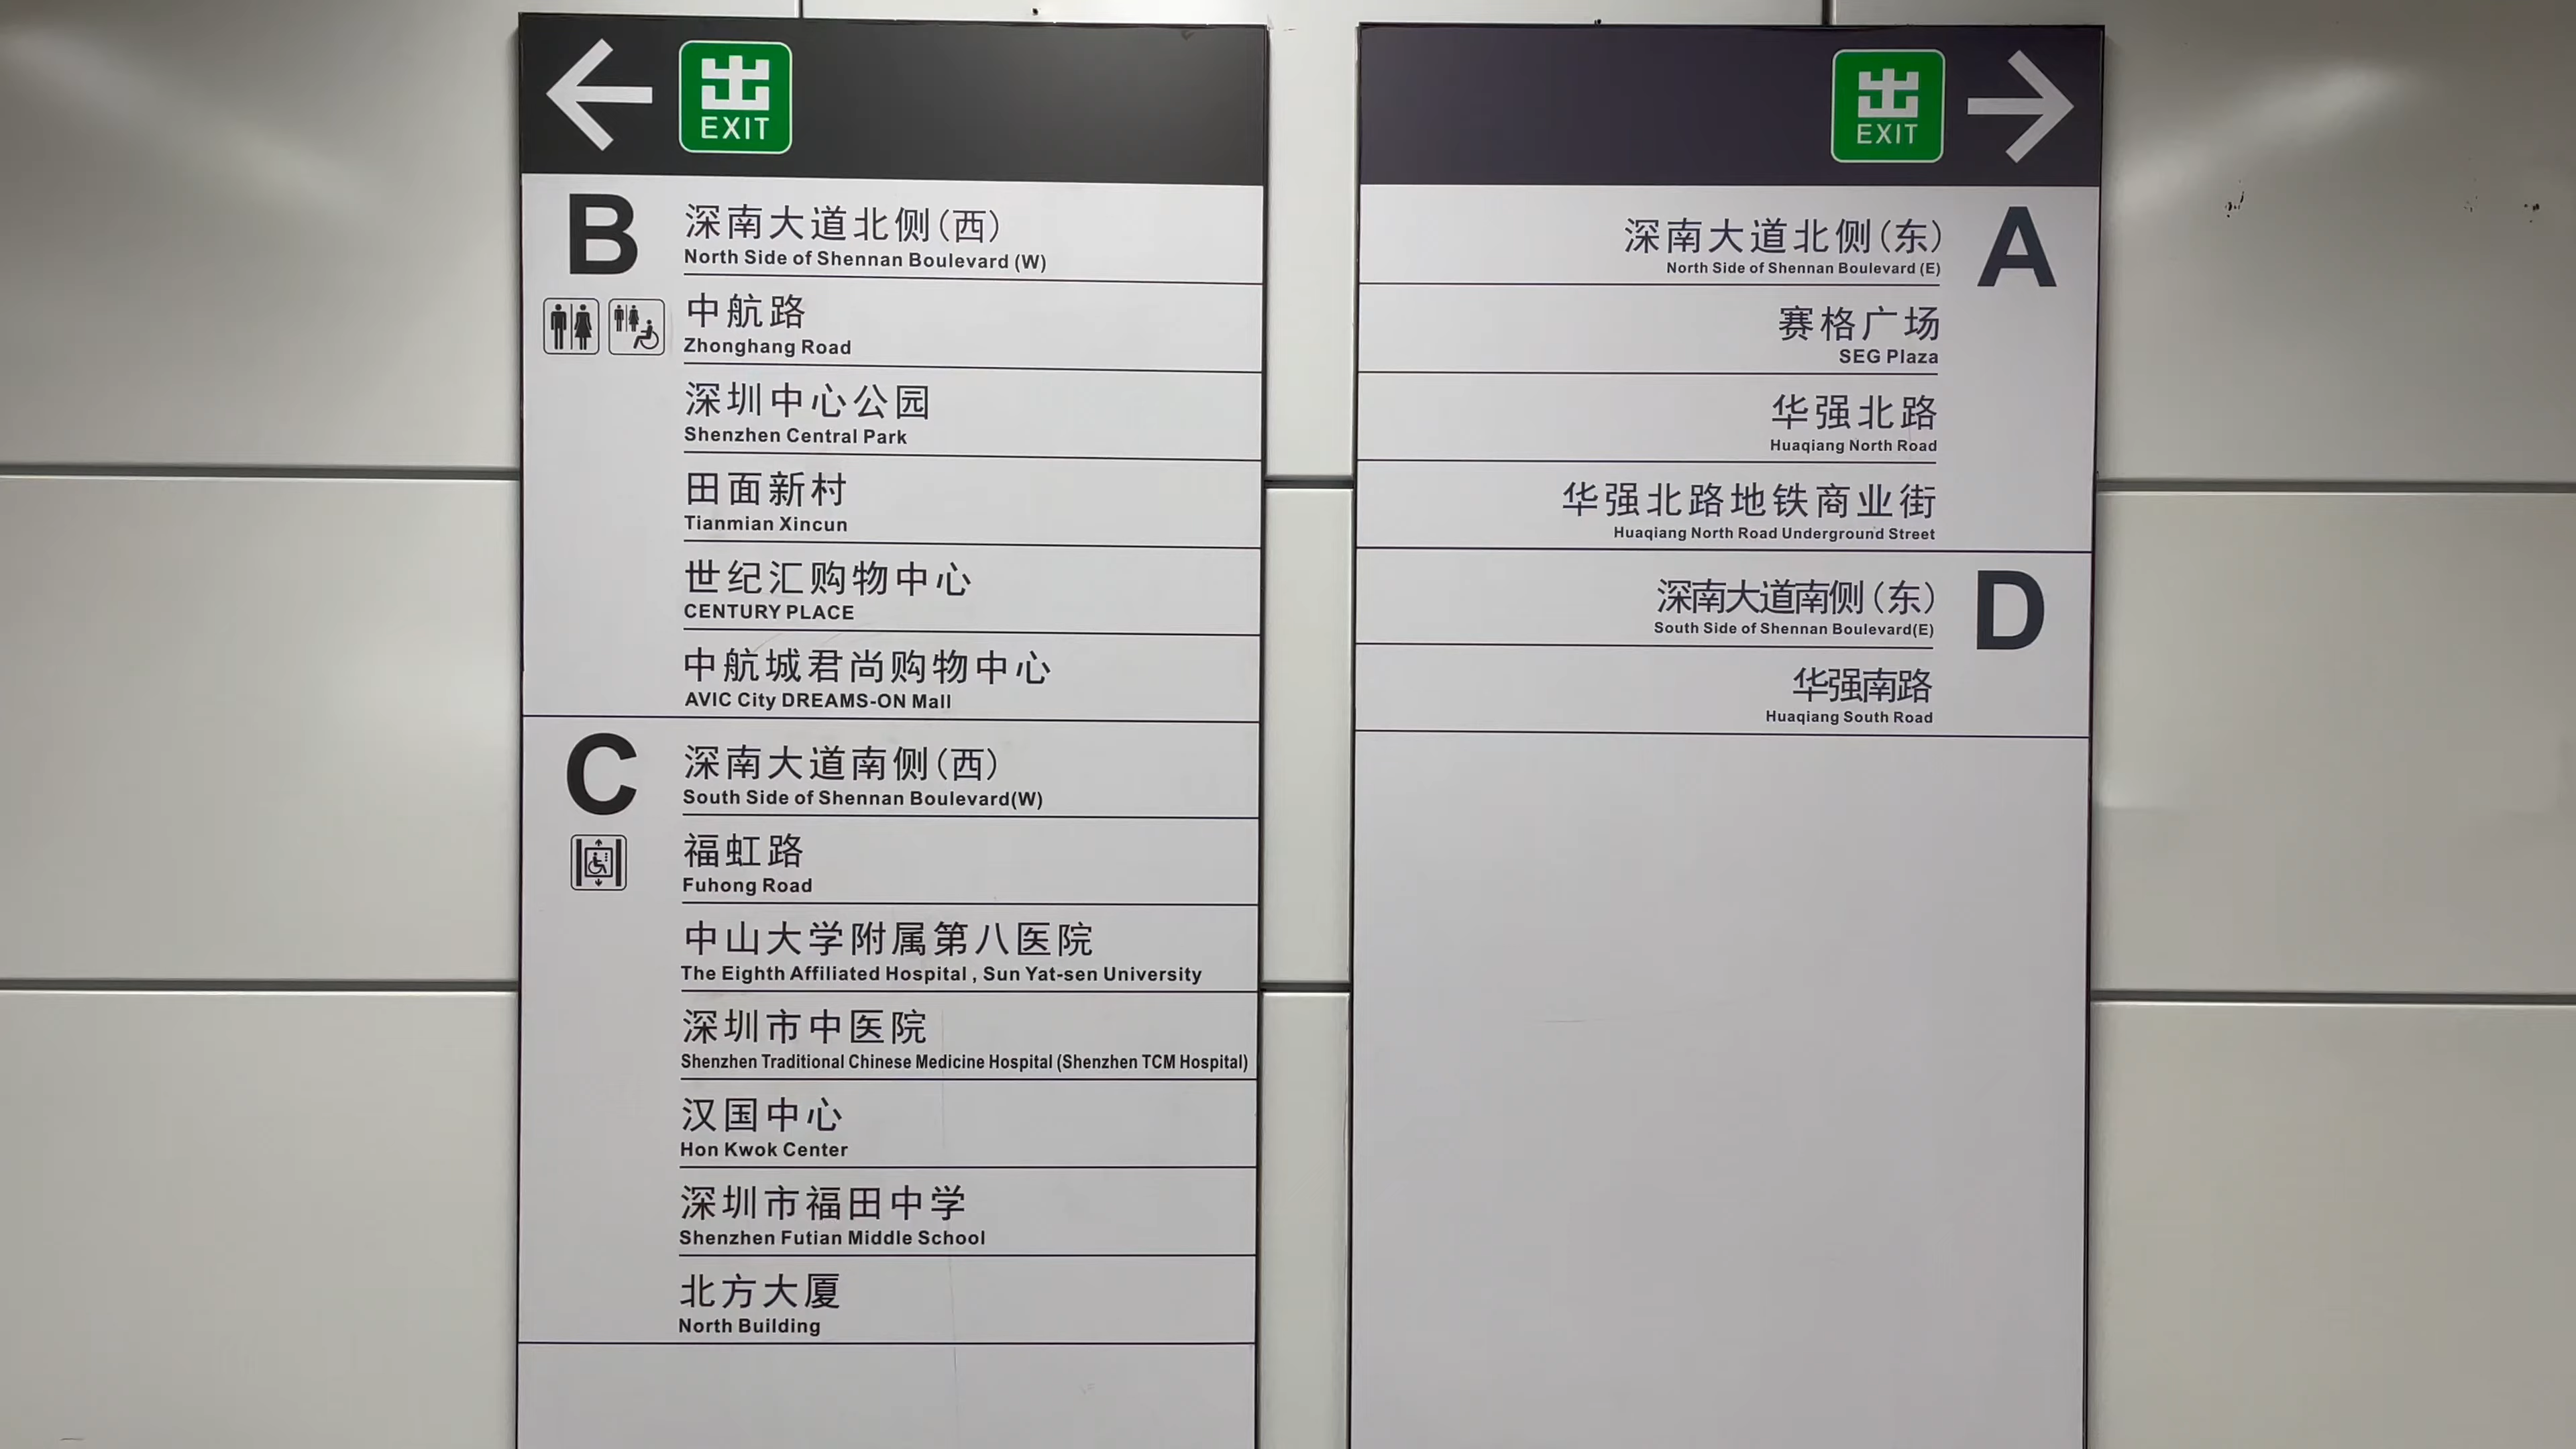 出
EXIT
B
深南大道北侧(西)
North Side of Shennan Boulevard (W)
中航路
Zhonghang Road
深圳中心公园
Shenzhen Central Park
田面新村
Tianmian Xincun
世纪汇购物中心
CENTURY PLACE
中航城君尚购物中心
AVIC City DREAMS-ON Mall
C
深南大道南侧(西)
South Side of Shennan Boulevard(W)
福虹路
Fuhong Road
中山大学附属第八医院
The Eighth Affiliated Hospital , Sun Yat-sen University
深圳市中医院
Shenzhen Traditional Chinese Medicine Hospital (Shenzhen TCM Hospital)
汉国中心
Hon Kwok Center
深圳市福田中学
Shenzhen Futian Middle School
北方大厦
North Building
出
EXIT
A
深南大道北侧(东)
North Side of Shennan Boulevard (E)
赛格广场
SEG Plaza
华强北路
Huaqiang North Road
华强北路地铁商业街
Huaqiang North Road Underground Street
D
深南大道南侧(东)
South Side of Shennan Boulevard(E)
华强南路
Huaqiang South Road